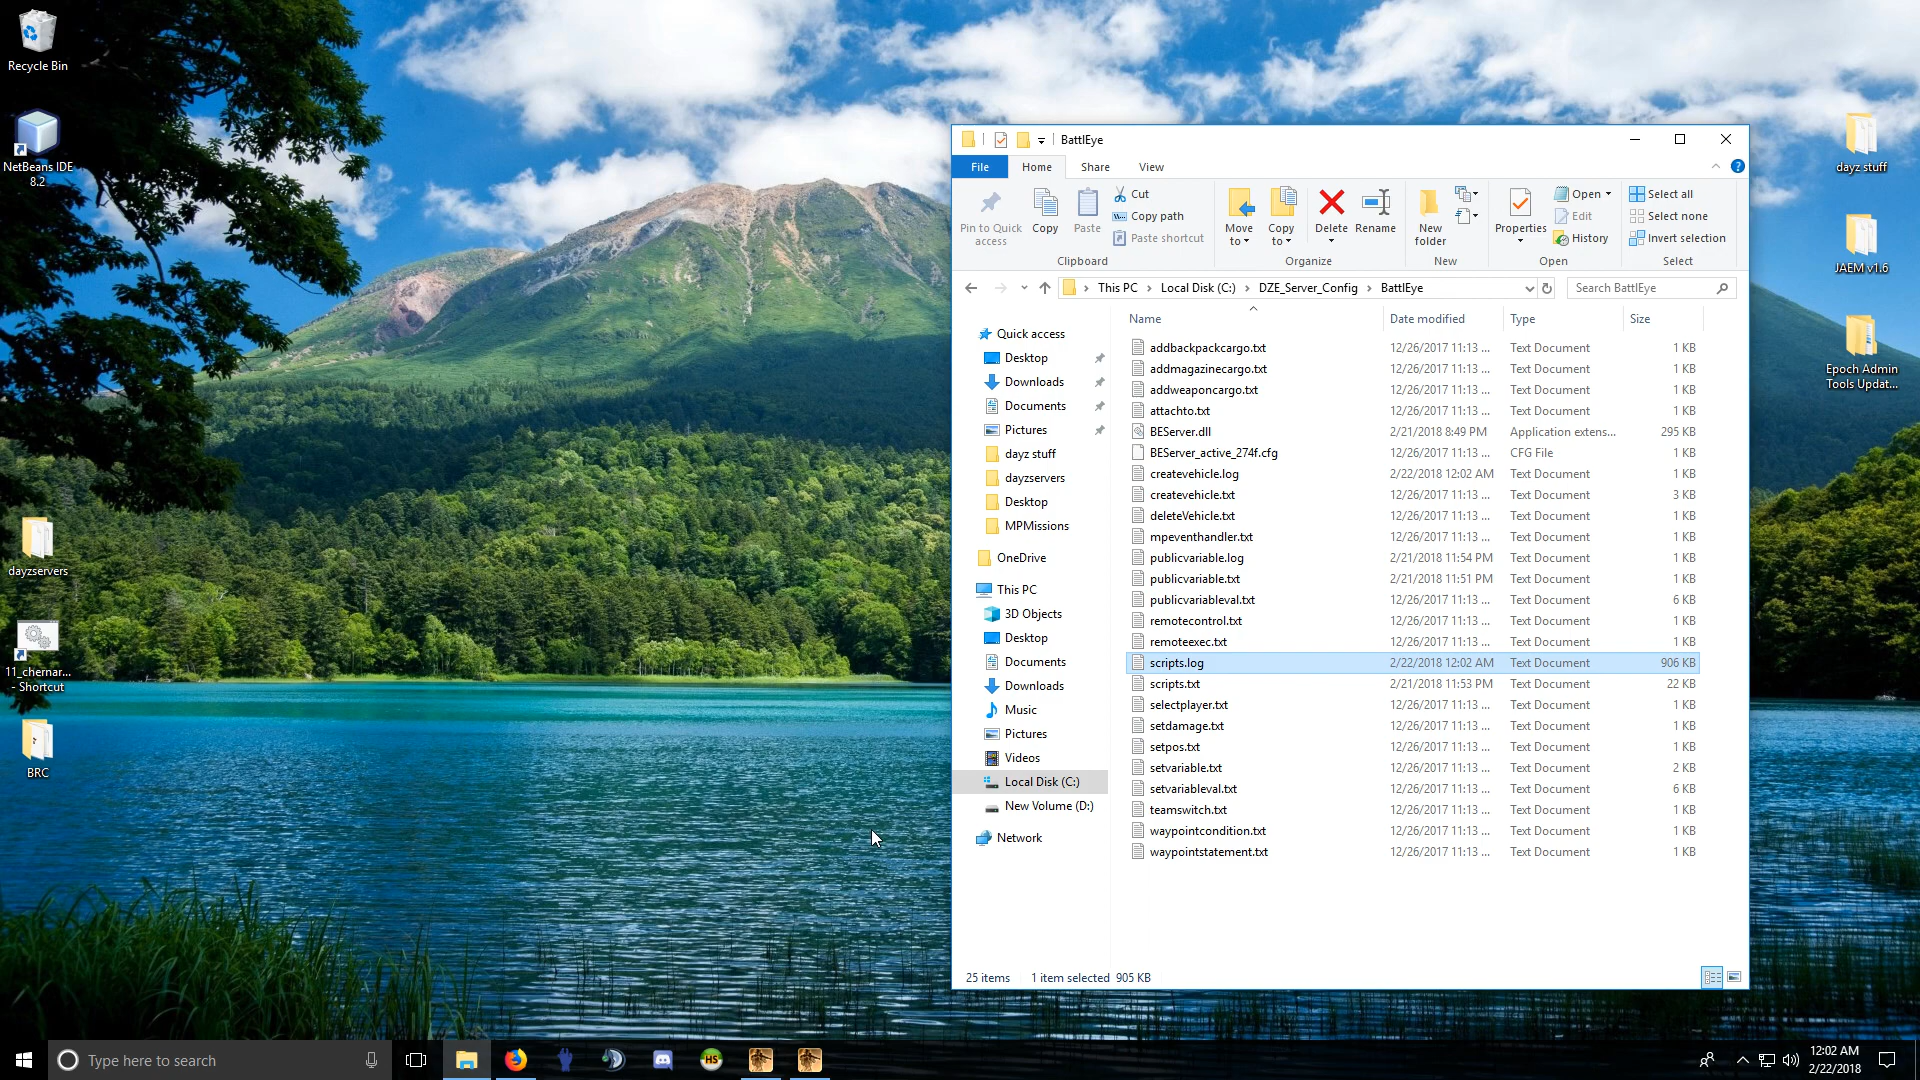 Recycle Bin
NetBeans IDE
8.2
dayzservers
11_chernar...
- Shortcut
BRC
dayz stuff
JAEM v1.6
Epoch Admin
Tools Updat...
BattlEye
File Home Share View
Pin to Quick
access
Copy
Paste
Cut
Copy path
Paste shortcut
Clipboard
Move
to
Copy
to
Delete
Rename
Organize
New
folder
New
Properties
Open
Edit
History
Open
Select all
Select none
Invert selection
Select
This PC Local Disk (C:) DZE_Server_Config BattlEye
Search BattlEye
Quick access
Desktop
Downloads
Documents
Pictures
dayz stuff
dayzservers
Desktop
MPMissions
OneDrive
This PC
3D Objects
Desktop
Documents
Downloads
Music
Pictures
Videos
Local Disk (C:)
New Volume (D:)
Network
Name Date modified Type Size
addbackpackcargo.txt 12/26/2017 11:13 ... Text Document 1 KB
addmagazinecargo.txt 12/26/2017 11:13 ... Text Document 1 KB
addweaponcargo.txt 12/26/2017 11:13 ... Text Document 1 KB
attachto.txt 12/26/2017 11:13 ... Text Document 1 KB
BEServer.dll 2/21/2018 8:49 PM Application extens... 295 KB
BEServer_active_274f.cfg 12/26/2017 11:13 ... CFG File 1 KB
createvehicle.log 2/22/2018 12:02 AM Text Document 1 KB
createvehicle.txt 12/26/2017 11:13 ... Text Document 3 KB
deleteVehicle.txt 12/26/2017 11:13 ... Text Document 1 KB
mpeventhandler.txt 12/26/2017 11:13 ... Text Document 1 KB
publicvariable.log 2/21/2018 11:54 PM Text Document 1 KB
publicvariable.txt 2/21/2018 11:51 PM Text Document 1 KB
publicvariableval.txt 12/26/2017 11:13 ... Text Document 6 KB
remotecontrol.txt 12/26/2017 11:13 ... Text Document 1 KB
remoteexec.txt 12/26/2017 11:13 ... Text Document 1 KB
scripts.log 2/22/2018 12:02 AM Text Document 906 KB
scripts.txt 2/21/2018 11:53 PM Text Document 22 KB
selectplayer.txt 12/26/2017 11:13 ... Text Document 1 KB
setdamage.txt 12/26/2017 11:13 ... Text Document 1 KB
setpos.txt 12/26/2017 11:13 ... Text Document 1 KB
setvariable.txt 12/26/2017 11:13 ... Text Document 2 KB
setvariableval.txt 12/26/2017 11:13 ... Text Document 6 KB
teamswitch.txt 12/26/2017 11:13 ... Text Document 1 KB
waypointcondition.txt 12/26/2017 11:13 ... Text Document 1 KB
waypointstatement.txt 12/26/2017 11:13 ... Text Document 1 KB
25 items 1 item selected 905 KB
Type here to search
HS
12:02 AM
2/22/2018